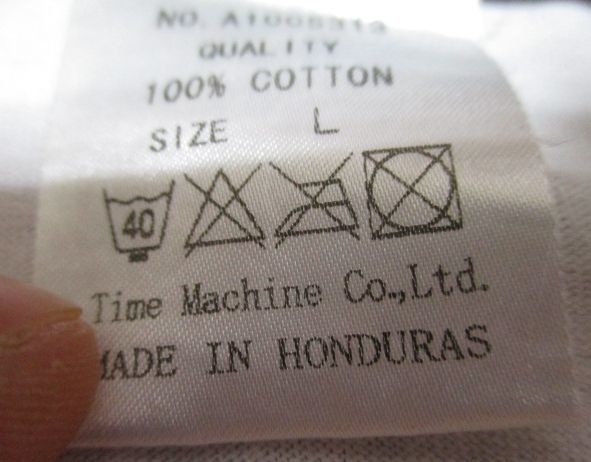 QUALITY
100% COTTON
SIZE L
40
Time Machine Co.,Ltd.
MADE IN HONDURAS